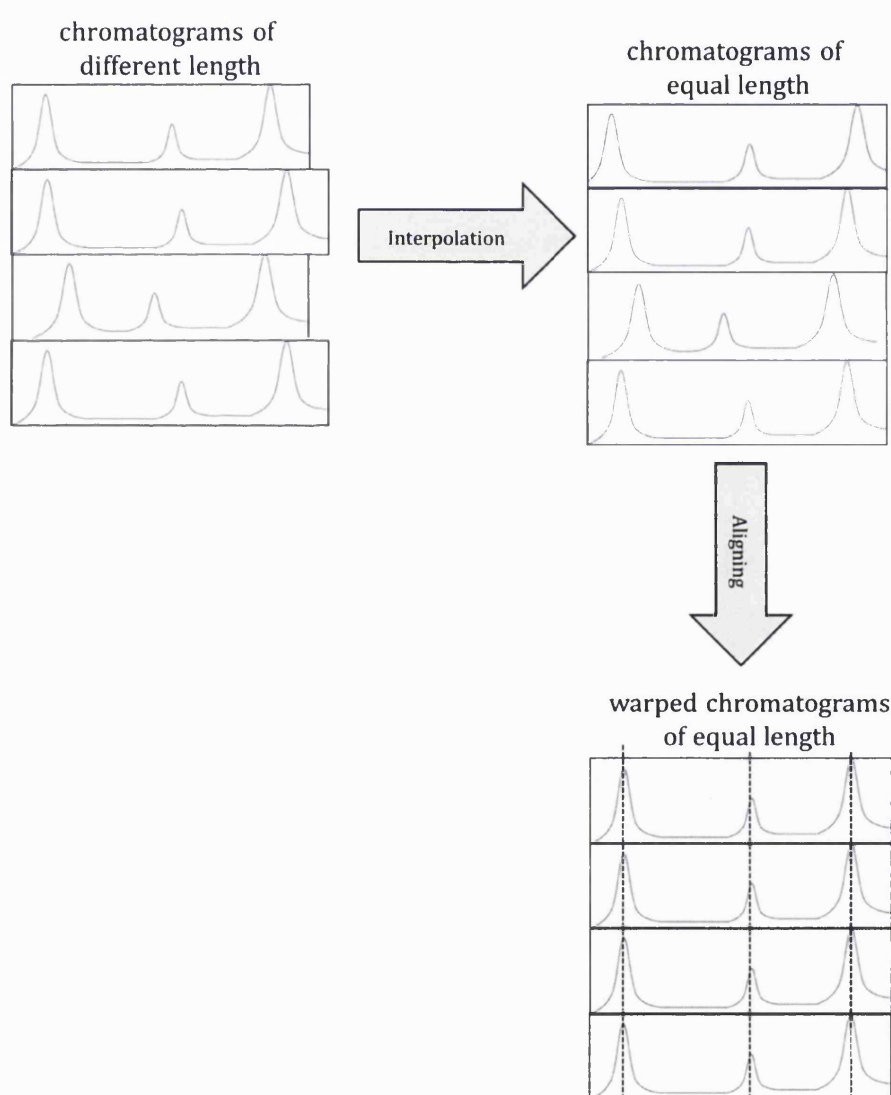 chromatograms of
different length
chromatograms of
equal length
Interpolation
Aligning
warped chromatograms
of equal length